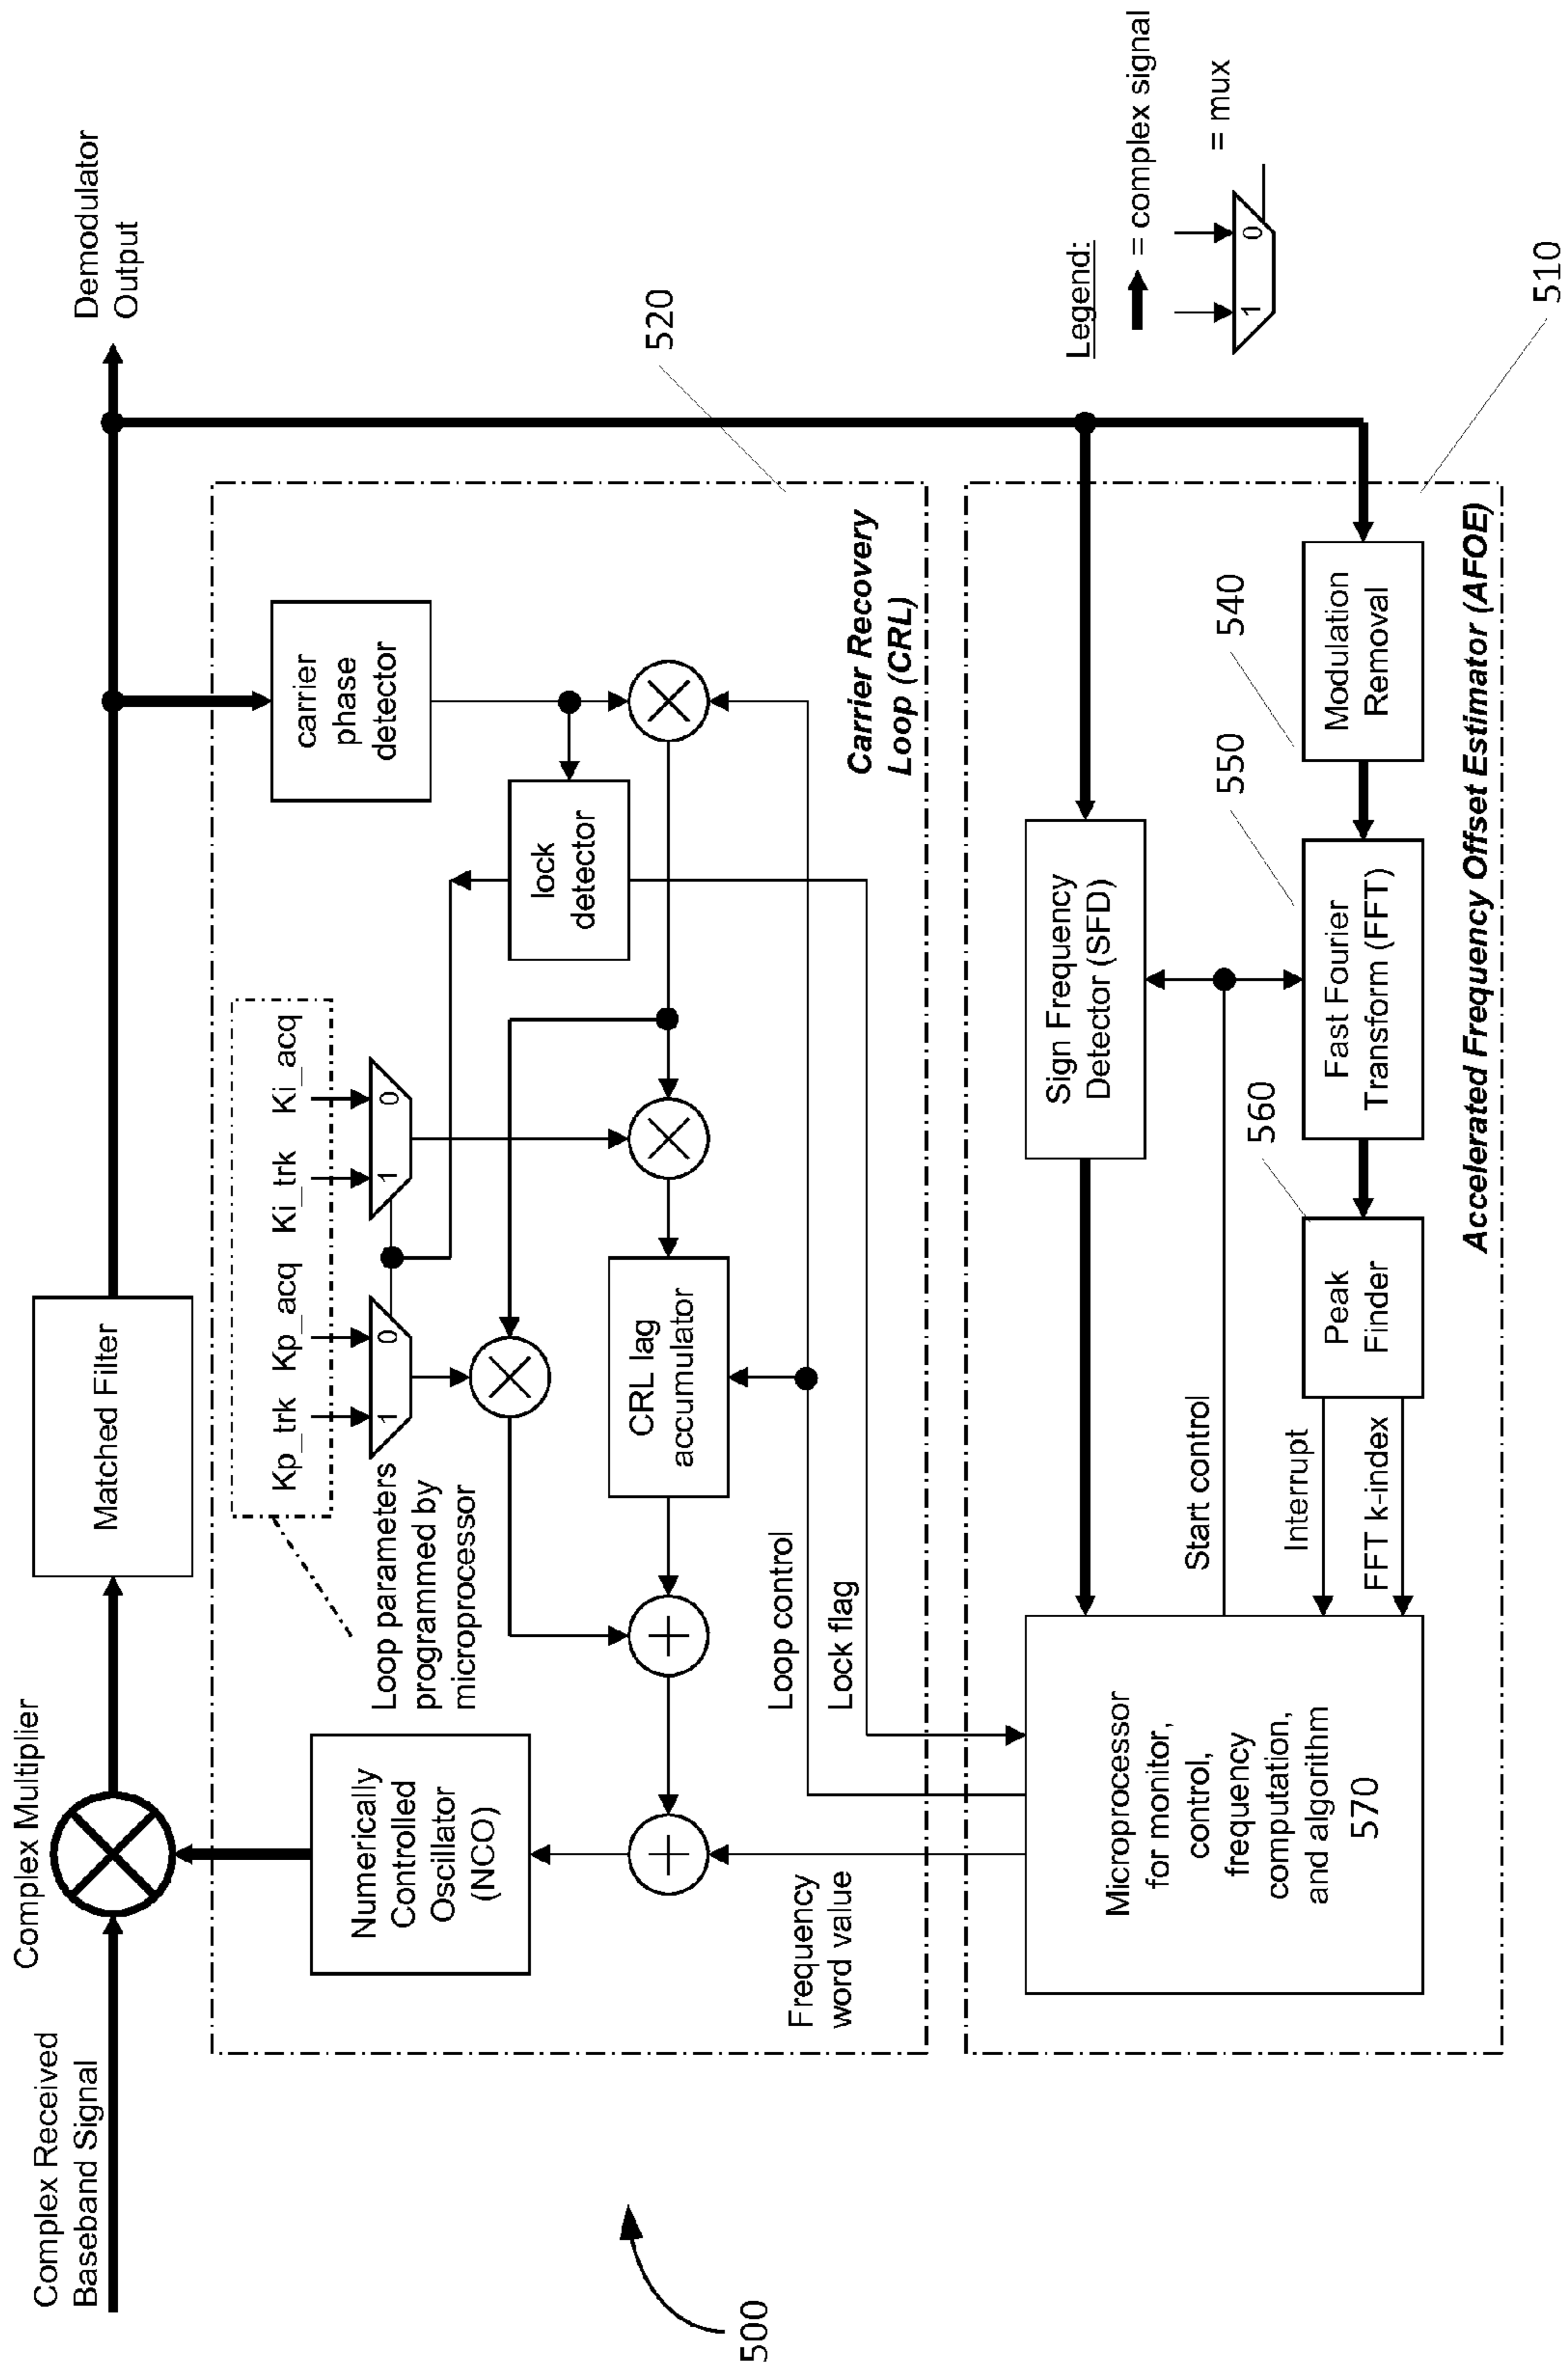 Complex Received
Baseband Signal
Complex Multiplier
Matched Filter
Demodulator
Output
Kp_trk Kp_acq Ki_trk Ki_acq
1 0
1 0
Loop parameters
programmed by
microprocessor
Numerically
Controlled
Oscillator
(NCO)
carrier
phase
detector
lock
detector
CRL lag
accumulator
Carrier Recovery
Loop (CRL)
520
Frequency
word value
Loop control
Lock flag
Microprocessor
for monitor,
control,
frequency
computation,
and algorithm
570
Start control
Interrupt
FFT k-index
Sign Frequency
Detector (SFD)
560
Peak
Finder
550
Fast Fourier
Transform (FFT)
540
Modulation
Removal
Accelerated Frequency Offset Estimator (AFOE)
510
Legend:
= complex signal
1 0
= mux
500